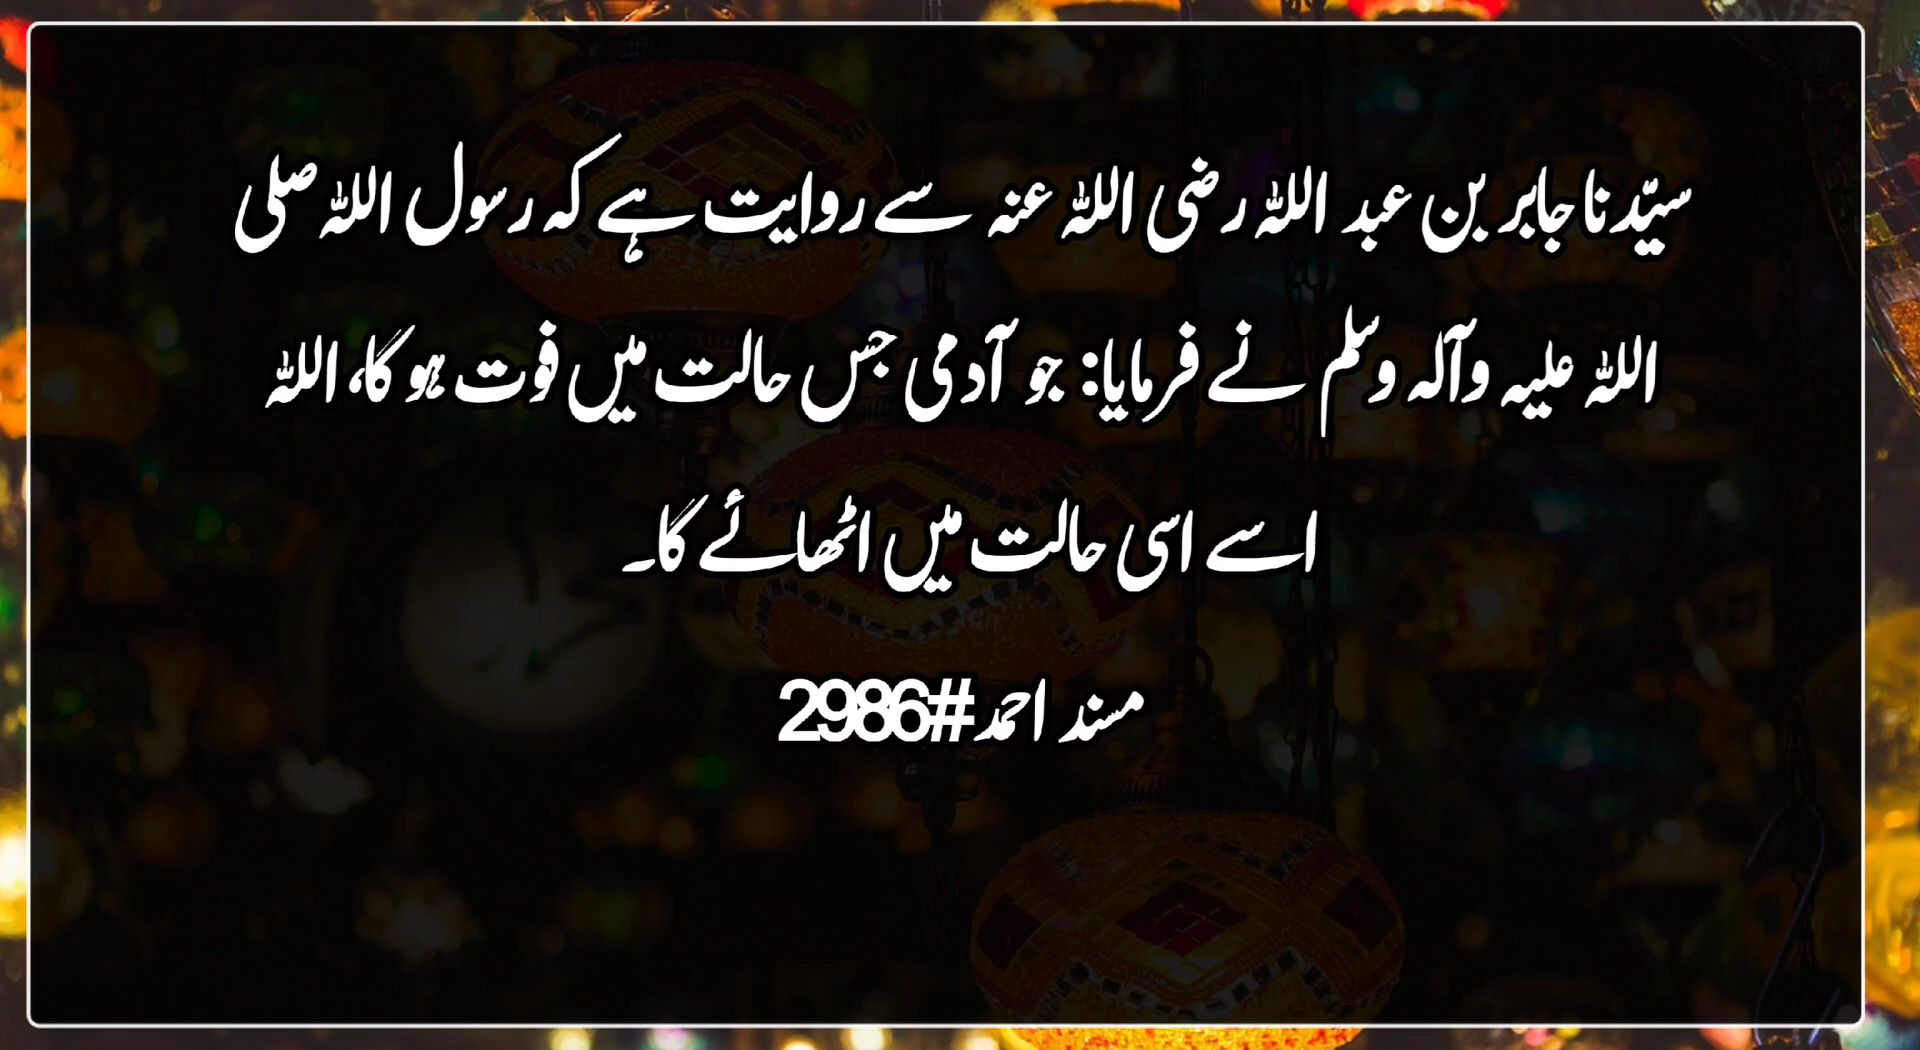 سیّدنا جابر بن عبد اللہ رضی اللہ عنہ سے روایت ہے کہ رسول اللہ صلی
اللہ علیہ وآلہ وسلم نے فرمایا: جو آدمی جس حالت میں فوت ہو گا، اللہ
اسے اسی حالت میں اٹھائے گا۔
مسند احمد#2986